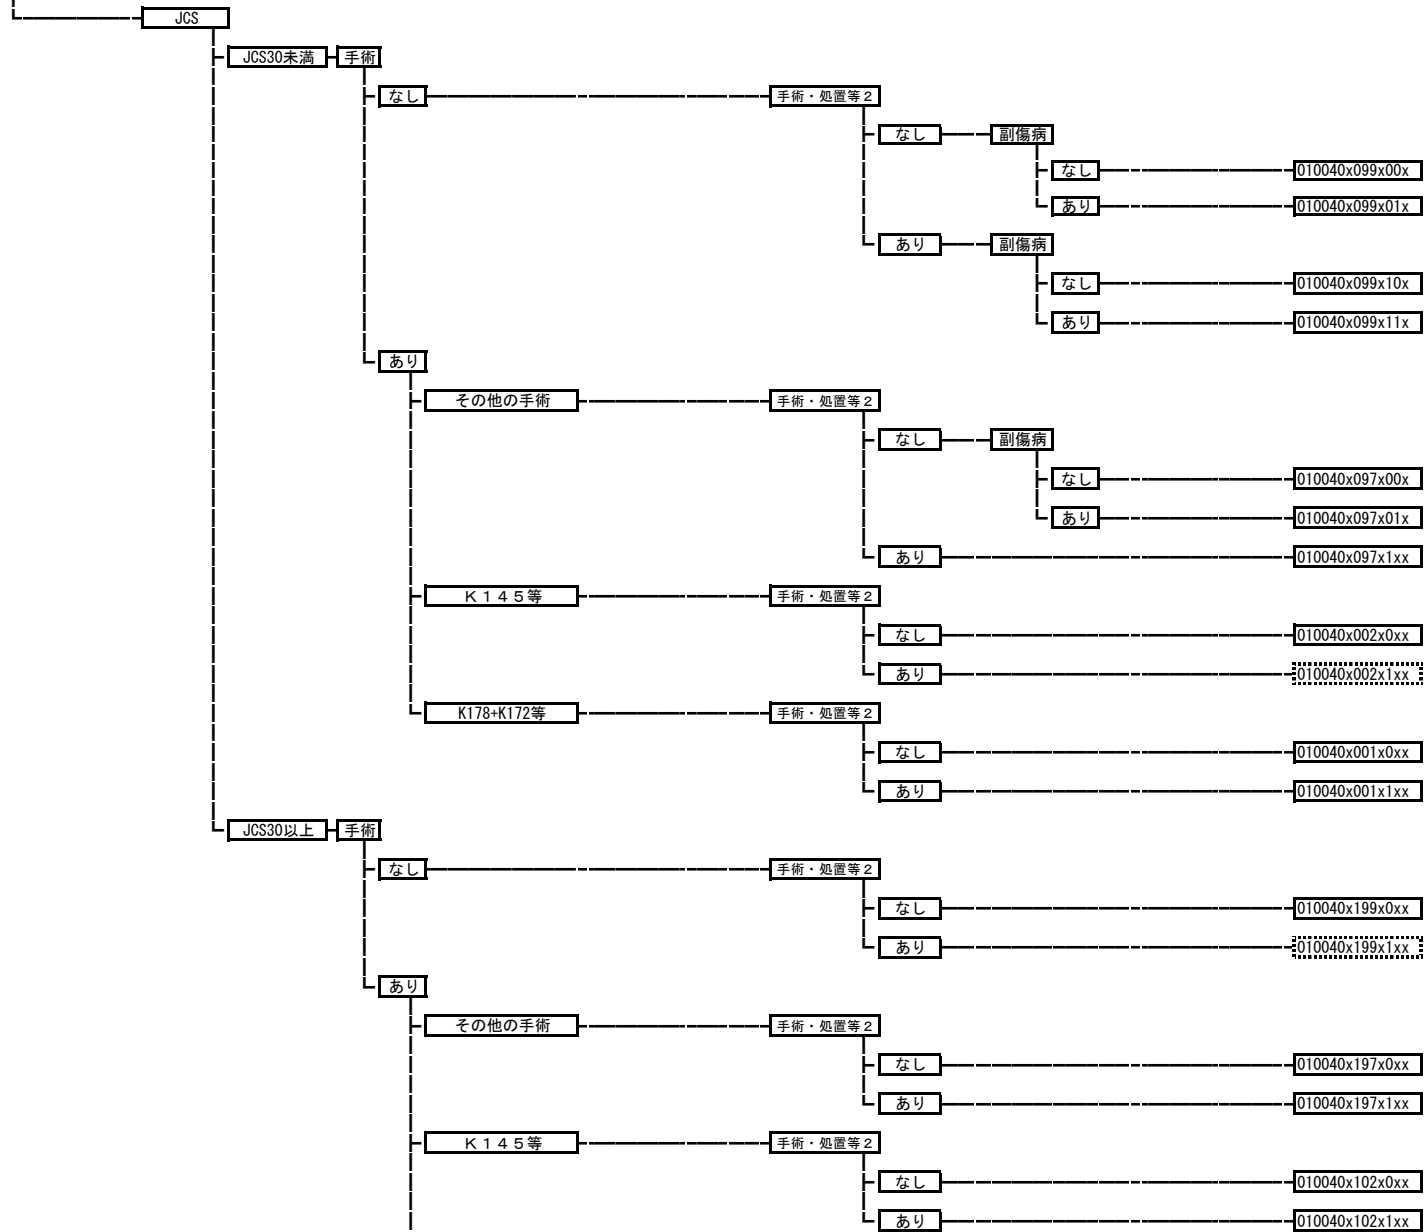 JCS
JCS30未満 手術
なし 手術・処置等２
なし 副傷病
なし 010040x099x00x
あり 010040x099x01x
あり 副傷病
なし 010040x099x10x
あり 010040x099x11x
あり
その他の手術 手術・処置等２
なし 副傷病
なし 010040x097x00x
あり 010040x097x01x
あり 010040x097x1xx
Ｋ１４５等 手術・処置等２
なし 010040x002x0xx
あり 010040x002x1xx
K178+K172等 手術・処置等２
なし 010040x001x0xx
あり 010040x001x1xx
JCS30以上 手術
なし 手術・処置等２
なし 010040x199x0xx
あり 010040x199x1xx
あり
その他の手術 手術・処置等２
なし 010040x197x0xx
あり 010040x197x1xx
Ｋ１４５等 手術・処置等２
なし 010040x102x0xx
あり 010040x102x1xx